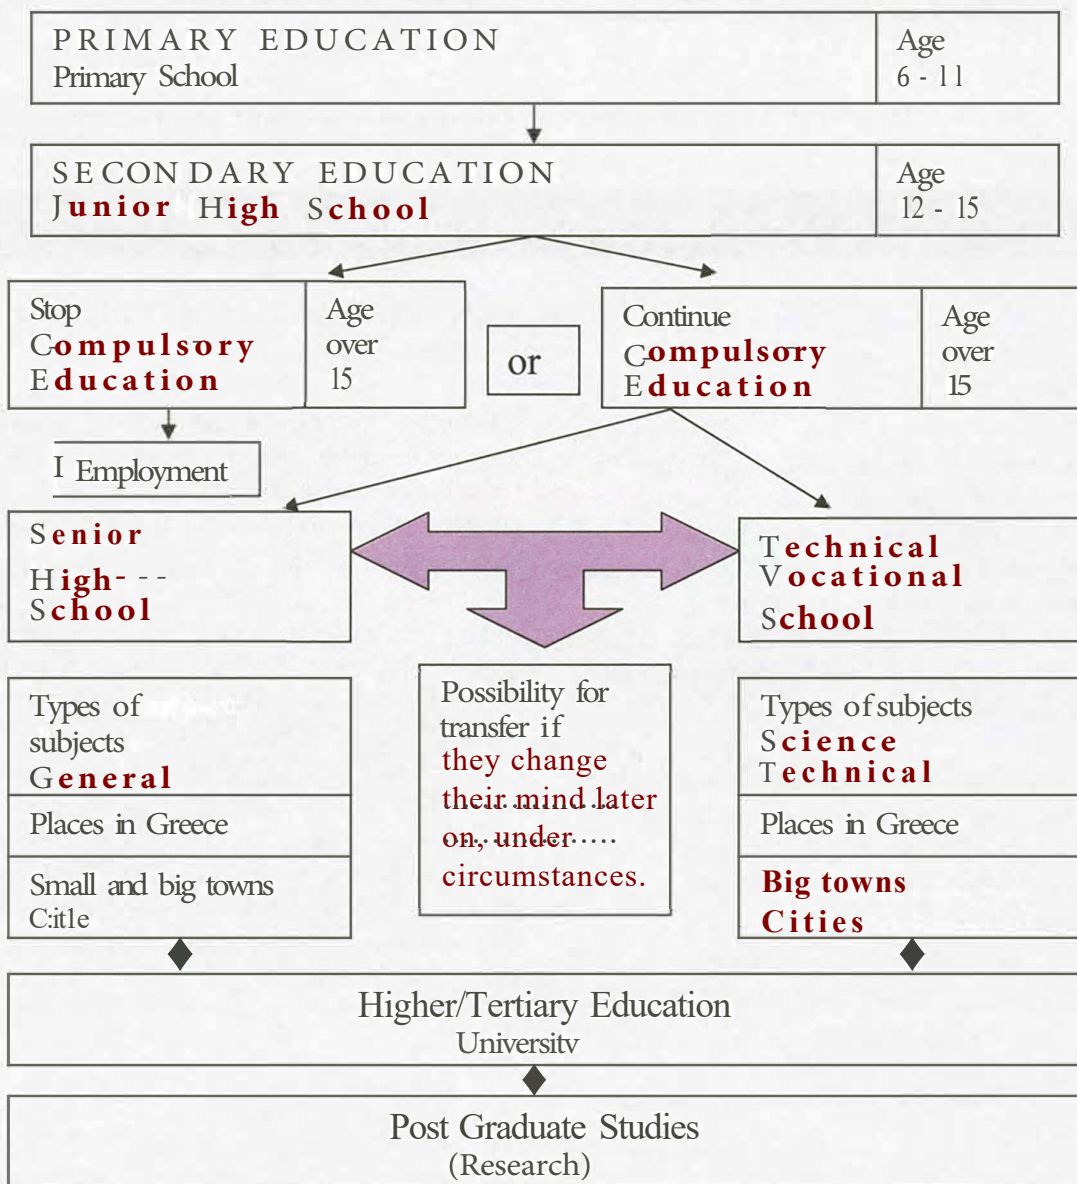 PRIMARY EDUCATION
Primary School
Age
6 - 11
SECONDARY EDUCATION
Junior High School
Age
12 - 15
Stop
Compulsory
Education
Age
over
15
or
Continue
Compulsory
Education
Age
over
15
I Employment
Senior
High- - -
School
Technical
Vocational
School
Types of
subjects
General
Places in Greece
Small and big towns
C:itle
Possibility for
transfer if
they change
their mind later
on, under
circumstances.
Types of subjects
Science
Technical
Places in Greece
Big towns
Cities
Higher/Tertiary Education
Universitv
Post Graduate Studies
(Research)